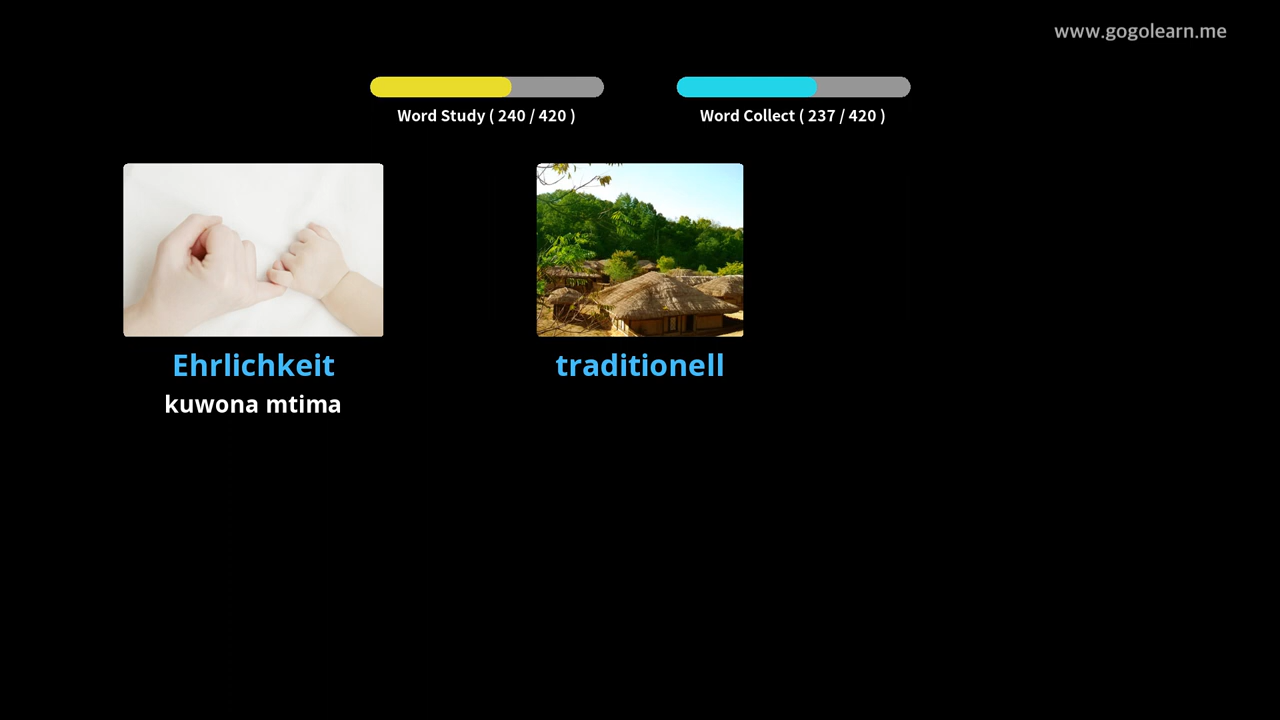 www.gogolearn.me
Word Study ( 240 / 420 )
Word Collect ( 237 / 420 )
Ehrlichkeit
kuwona mtima
traditionell